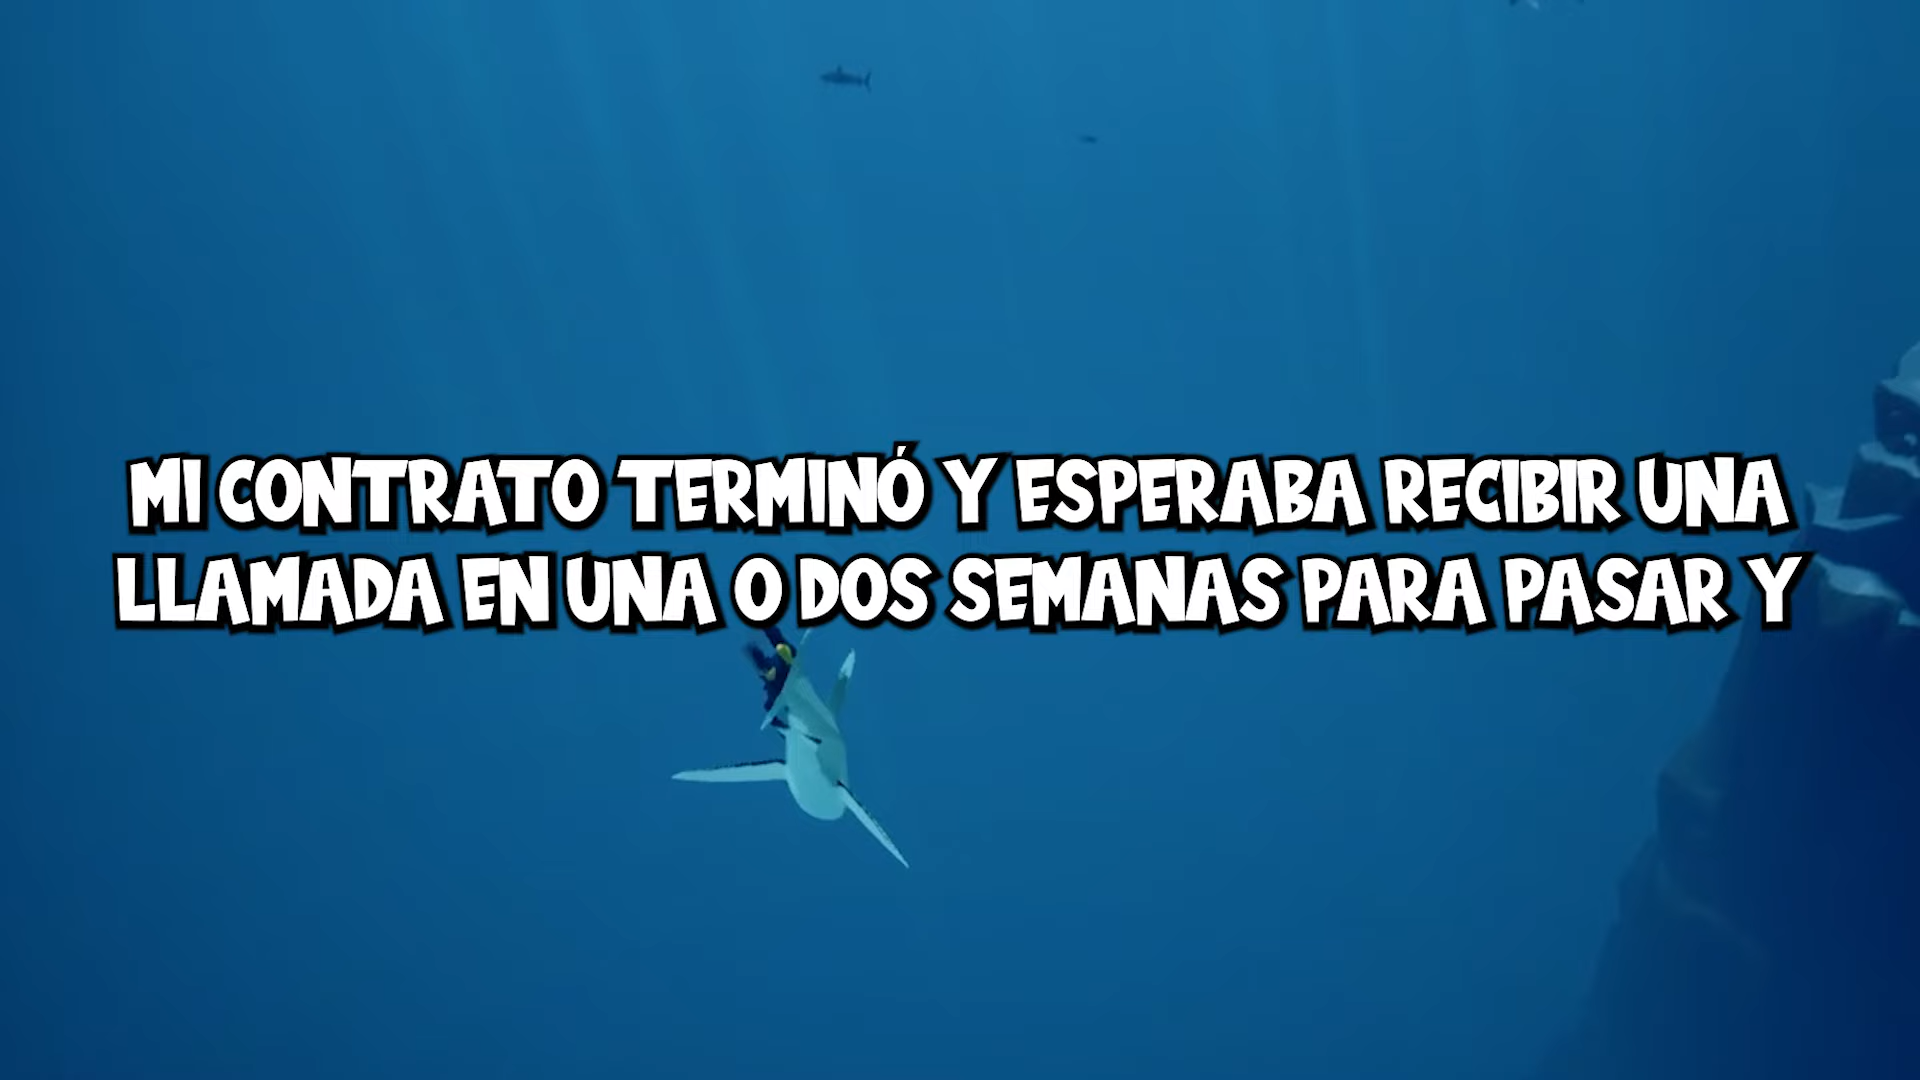 MI CONTRATO TERMINÓ Y ESPERABA RECIBIR UNA
LLAMADA EN UNA O DOS SEMANAS PARA PASAR Y